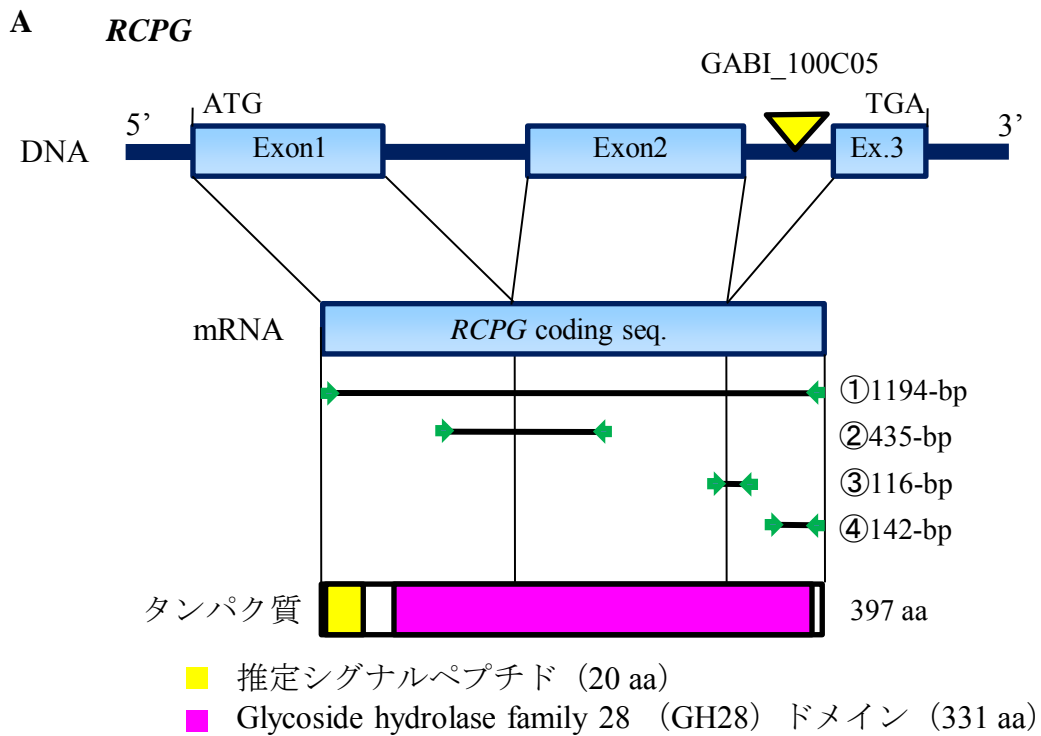 A RCPG
GABI_100C05
ATG TGA
5’ 3’
DNA Exon1 Exon2 Ex.3
mRNA RCPG coding seq.
①1194-bp
②435-bp
③116-bp
④142-bp
タンパク質 397 aa
推定シグナルペプチド（20 aa）
Glycoside hydrolase family 28 （GH28）ドメイン（331 aa）